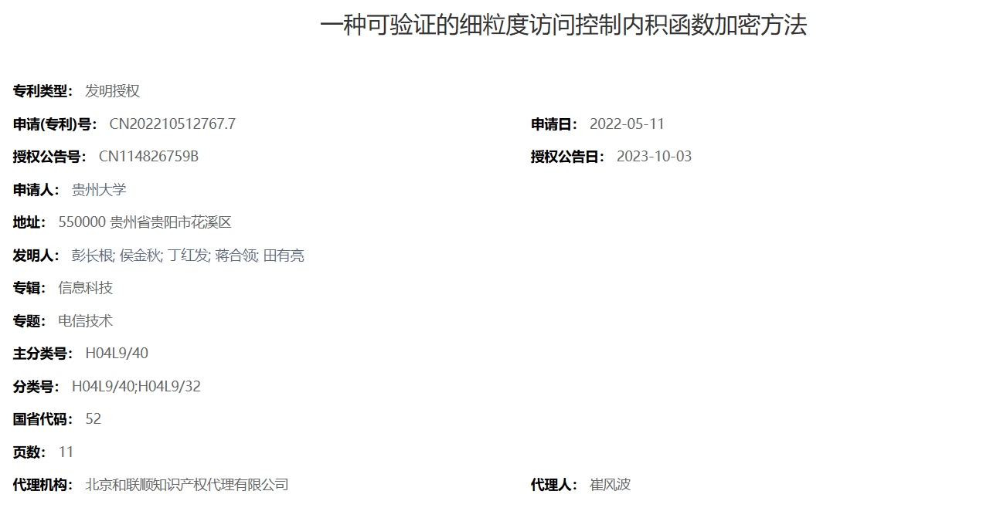 一种可验证的细粒度访问控制内积函数加密方法
专利类型： 发明授权
申请(专利)号： CN202210512767.7 申请日： 2022-05-11
授权公告号： CN114826759B 授权公告日： 2023-10-03
申请人： 贵州大学
地址： 550000 贵州省贵阳市花溪区
发明人： 彭长根; 侯金秋; 丁红发; 蒋合领; 田有亮
专辑： 信息科技
专题： 电信技术
主分类号： H04L9/40
分类号： H04L9/40;H04L9/32
国省代码： 52
页数： 11
代理机构： 北京和联顺知识产权代理有限公司 代理人： 崔风波